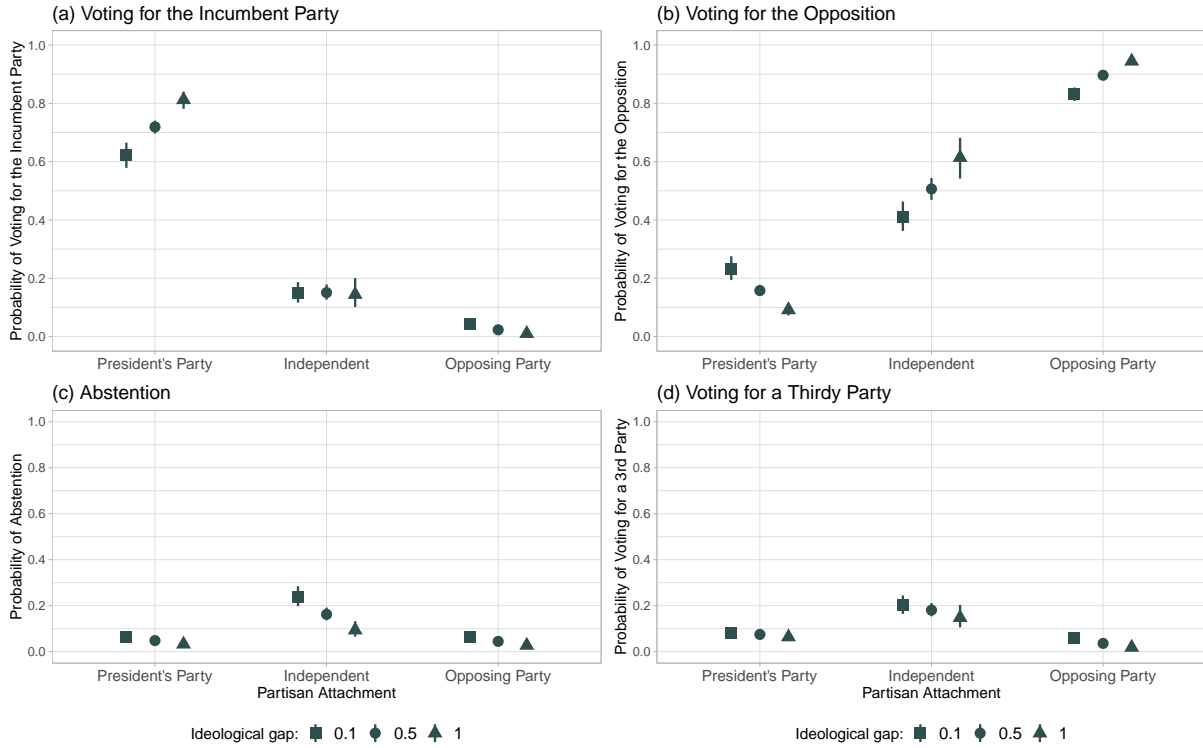 (a) Voting for the Incumbent Party
Probability of Voting for the Incumbent Party
1.0
0.8
0.6
0.4
0.2
0.0
President's Party Independent Opposing Party
(b) Voting for the Opposition
Probability of Voting for the Opposition
1.0
0.8
0.6
0.4
0.2
0.0
President's Party Independent Opposing Party
(c) Abstention
Probability of Abstention
1.0
0.8
0.6
0.4
0.2
0.0
President's Party Independent Opposing Party
Partisan Attachment
Ideological gap: 0.1 0.5 1
(d) Voting for a Thirdy Party
Probability of Voting for a 3rd Party
1.0
0.8
0.6
0.4
0.2
0.0
President's Party Independent Opposing Party
Partisan Attachment
Ideological gap: 0.1 0.5 1